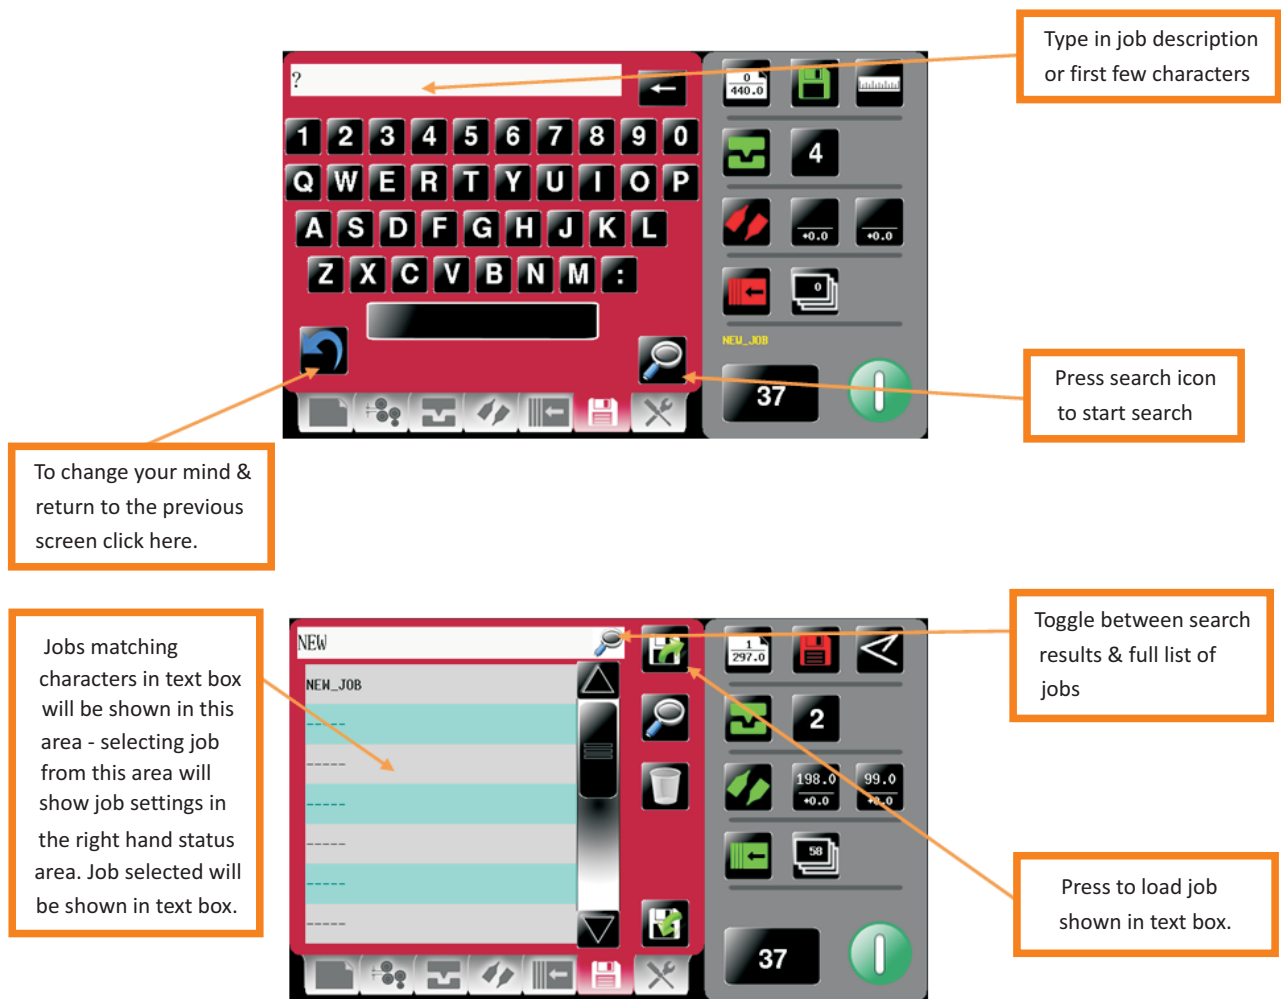 Type in job description
or first few characters
?
0
440.0
1 2 3 4 5 6 7 8 9 0
4
Q W E R T Y U I O P
A S D F G H J K L
+0.0 +0.0
Z X C V B N M :
0
NEW_JOB
37
Press search icon
to start search
To change your mind &
return to the previous
screen click here.
Jobs matching
characters in text box
will be shown in this
area - selecting job
from this area will
show job settings in
the right hand status
area. Job selected will
be shown in text box.
NEW
NEW_JOB
-----
-----
-----
-----
-----
-----
1
297.0
2
198.0 99.0
+0.0 +0.0
58
37
Toggle between search
results & full list of
jobs
Press to load job
shown in text box.